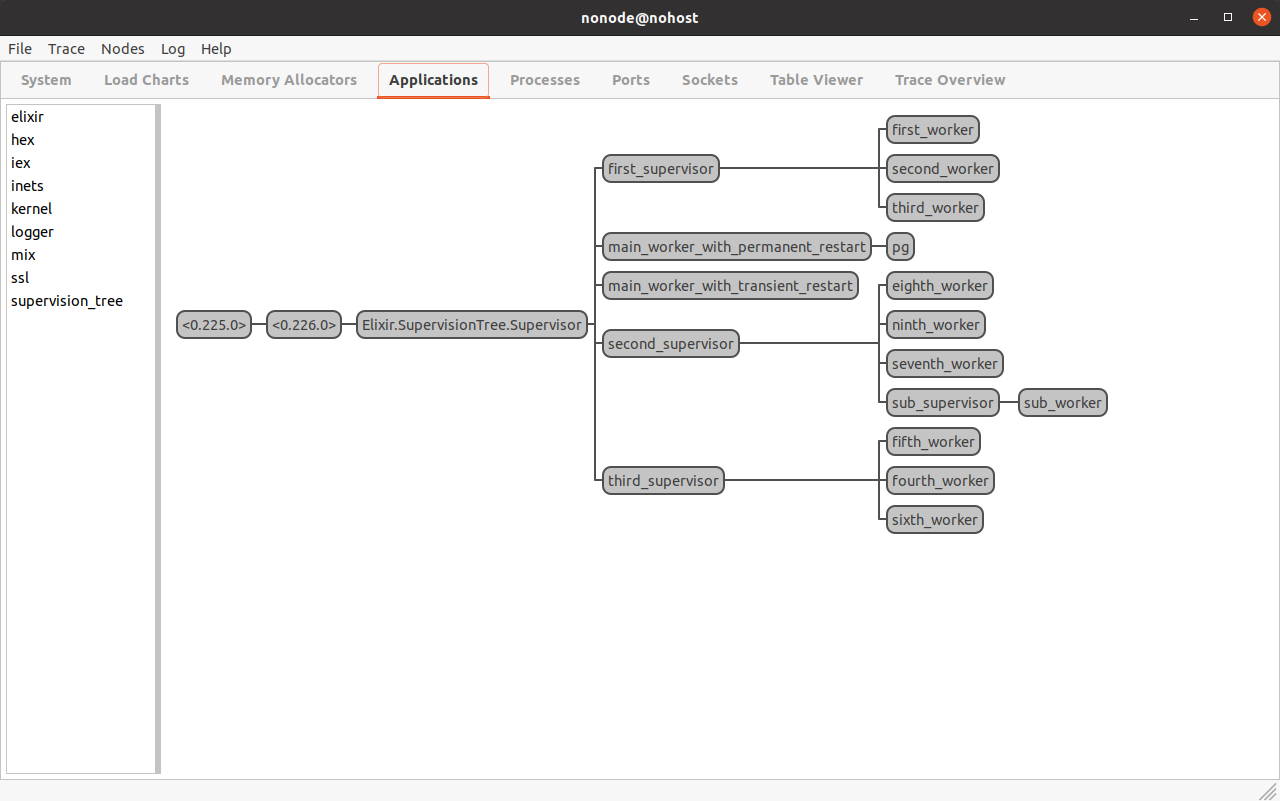 nonode@nohost
File Trace Nodes Log Help
System Load Charts Memory Allocators Applications Processes Ports Sockets Table Viewer Trace Overview
elixir
hex
iex
inets
kernel
logger
mix
ssl
supervision_tree
<0.225.0>
<0.226.0>
Elixir.SupervisionTree.Supervisor
first_supervisor
first_worker
second_worker
third_worker
main_worker_with_permanent_restart
pg
main_worker_with_transient_restart
second_supervisor
eighth_worker
ninth_worker
seventh_worker
sub_supervisor
sub_worker
third_supervisor
fifth_worker
fourth_worker
sixth_worker